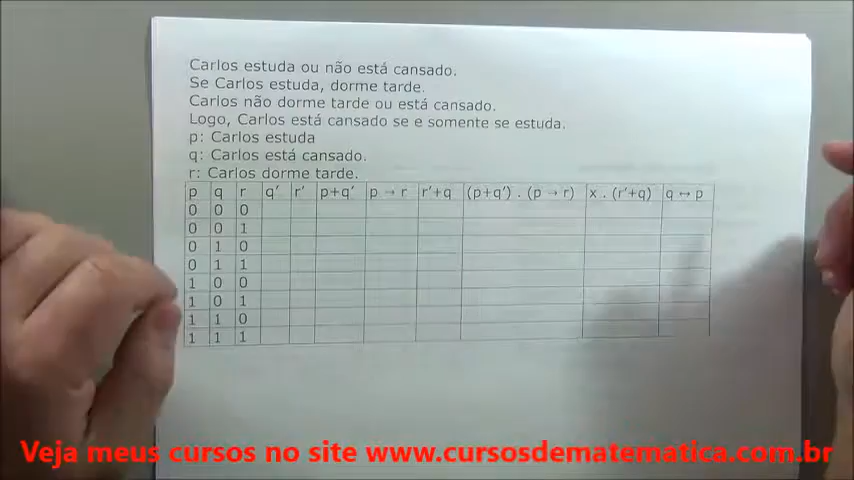 Carlos estuda ou não está cansado.
Se Carlos estuda, dorme tarde.
Carlos não dorme tarde ou está cansado.
Logo, Carlos está cansado se e somente se estuda.
p: Carlos estuda
q: Carlos está cansado.
r: Carlos dorme tarde.
p q r q' r' p+q' p → r r'+q (p+q') . (p → r) x . (r'+q) q ↔ p
0 0 0
0 0 1
0 1 0
0 1 1
1 0 0
1 0 1
1 1 0
1 1 1
Veja meus cursos no site www.cursosdematematica.com.br